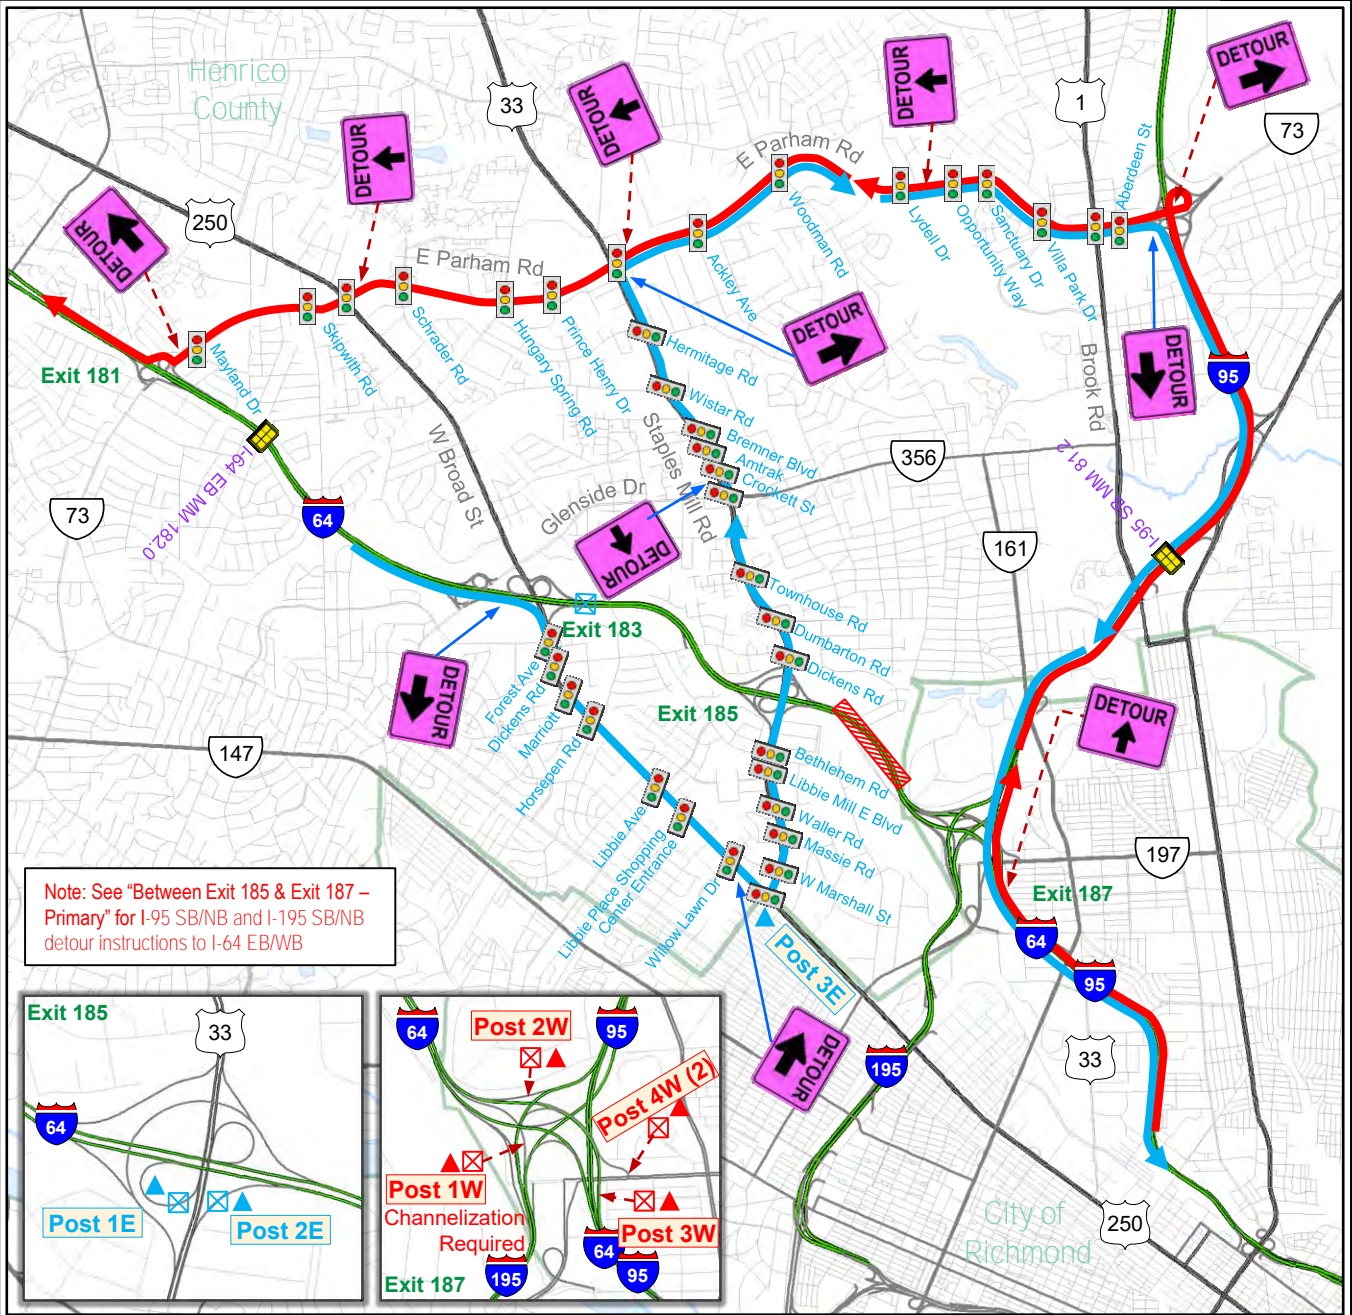 Henrico
County
33
DETOUR
DETOUR
1
DETOUR
73
DETOUR
250
DETOUR
E Parham Rd
Aberdeen St
Woodman Rd
Lydell Dr
Opportunity Way
Sanctuary Dr
Villa Park Dr
E Parham Rd
Ackley Ave
Skipwith Rd
Schrader Rd
Hungary Spring Rd
Prince Henry Dr
Mayland Dr
Exit 181
DETOUR
DETOUR
Hermitage Rd
Wistar Rd
Bremner Blvd
Amtrak
Crockett St
Staples Mill Rd
Brook Rd
95
W Broad St
I-64 EB MM 182.0
Glenside Dr
356
I-95 SB MM 81.2
73
64
DETOUR
161
Townhouse Rd
Dumbarton Rd
Dickens Rd
Exit 183
Forest Ave
Dickens Rd
Marriott
Horsepen Rd
DETOUR
Exit 185
DETOUR
147
Bethlehem Rd
Libbie Mill E Blvd
Waller Rd
Massie Rd
W Marshall St
Libbie Ave
Libbie Place Shopping
Center Entrance
Willow Lawn Dr
197
Exit 187
Post 3E
64
95
Note: See “Between Exit 185 & Exit 187 –
Primary” for I-95 SB/NB and I-195 SB/NB
detour instructions to I-64 EB/WB
DETOUR
195
33
City of
Richmond
250
Exit 185
33
64
Post 1E
Post 2E
64
Post 2W
95
Post 4W (2)
Post 1W
Channelization
Required
Post 3W
64
95
195
Exit 187